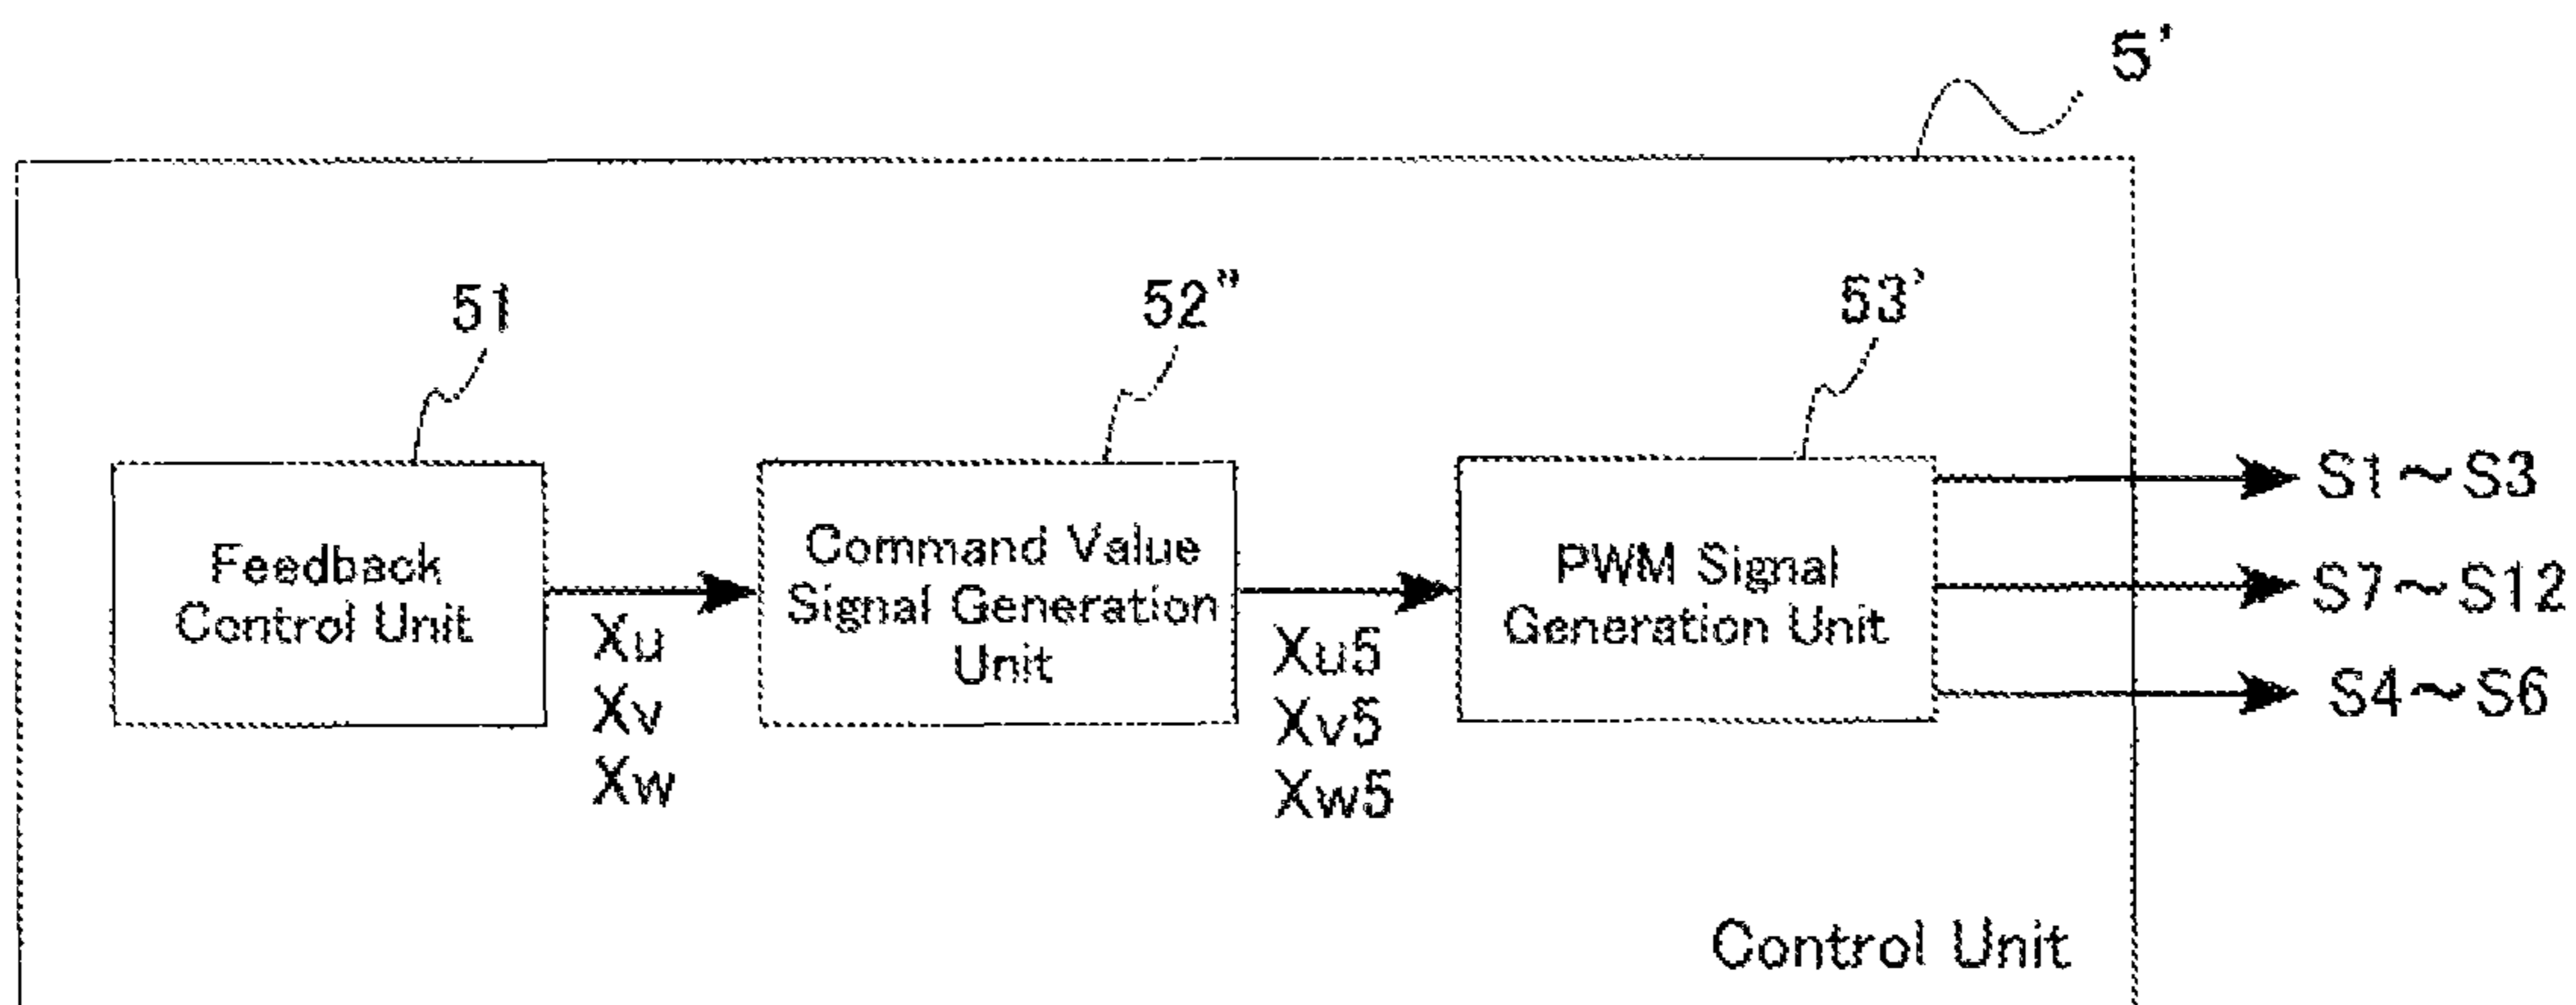 5'
51
52"
53'
Feedback
Control Unit
Xu
Xv
Xw
Command Value
Signal Generation
Unit
Xu5
Xv5
Xw5
PWM Signal
Generation Unit
S1~S3
S7~S12
S4~S6
Control Unit